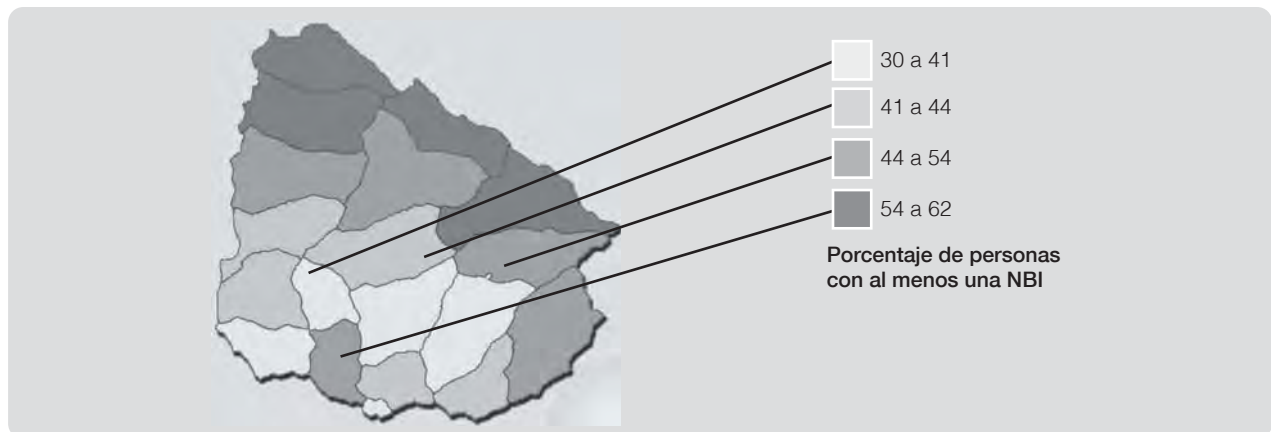 30 a 41
41 a 44
44 a 54
54 a 62
Porcentaje de personas
con al menos una NBI